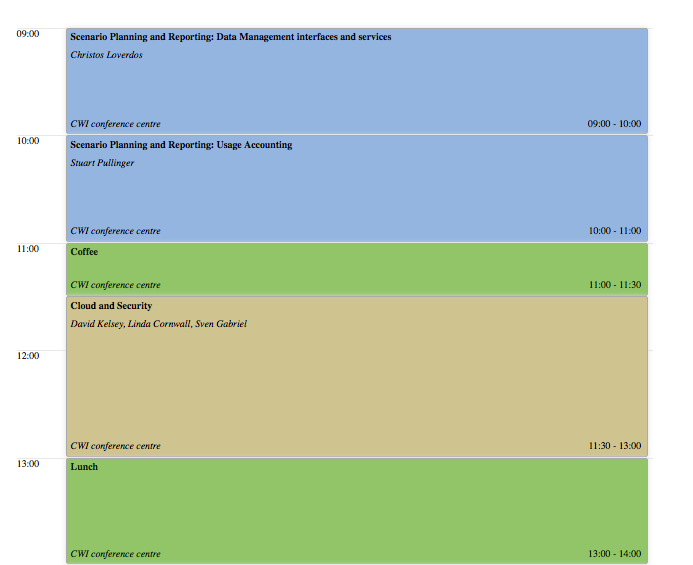 09:00
Scenario Planning and Reporting: Data Management interfaces and services
Christos Loverdos
CWI conference centre 09:00 - 10:00
10:00
Scenario Planning and Reporting: Usage Accounting
Stuart Pullinger
CWI conference centre 10:00 - 11:00
11:00
Coffee
CWI conference centre 11:00 - 11:30
Cloud and Security
David Kelsey, Linda Cornwall, Sven Gabriel
12:00
CWI conference centre 11:30 - 13:00
13:00
Lunch
CWI conference centre 13:00 - 14:00